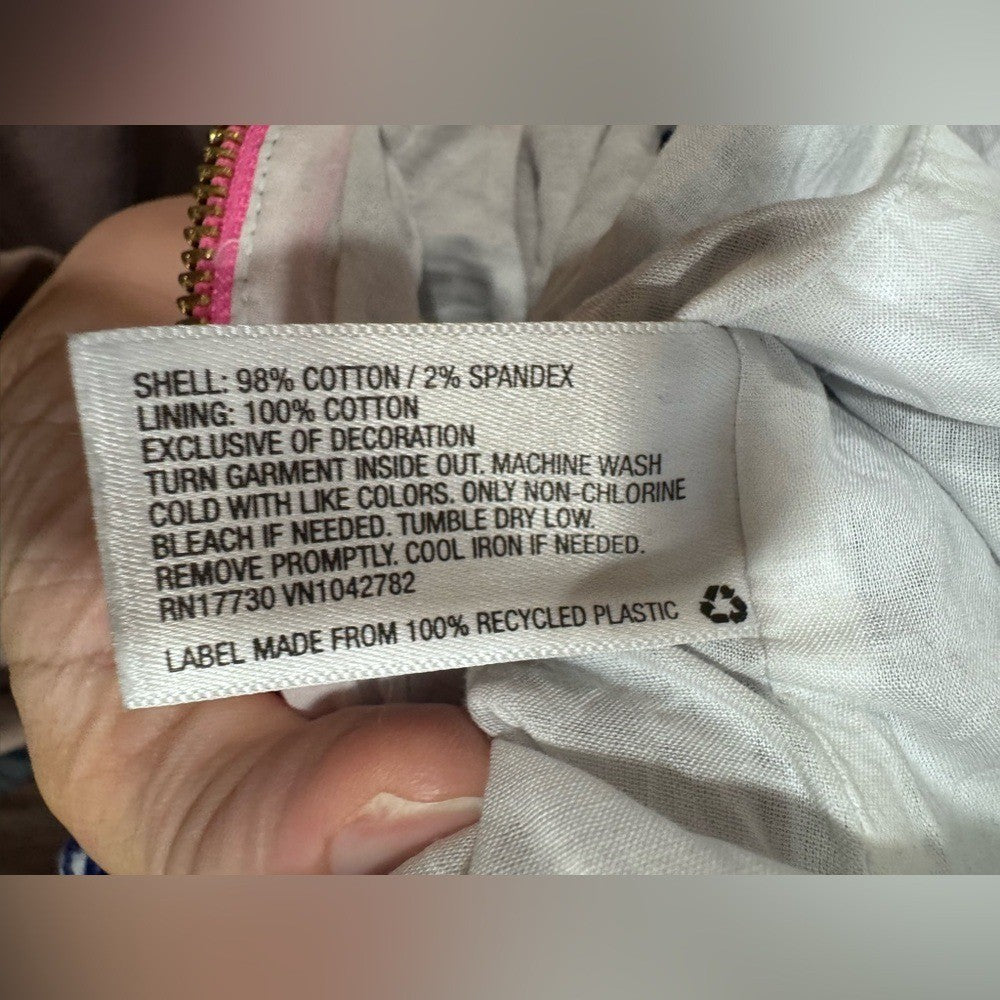 SHELL: 98% COTTON / 2% SPANDEX
LINING: 100% COTTON
EXCLUSIVE OF DECORATION
TURN GARMENT INSIDE OUT. MACHINE WASH
COLD WITH LIKE COLORS. ONLY NON-CHLORINE
BLEACH IF NEEDED. TUMBLE DRY LOW.
REMOVE PROMPTLY. COOL IRON IF NEEDED.
RN17730 VN1042782
LABEL MADE FROM 100% RECYCLED PLASTIC